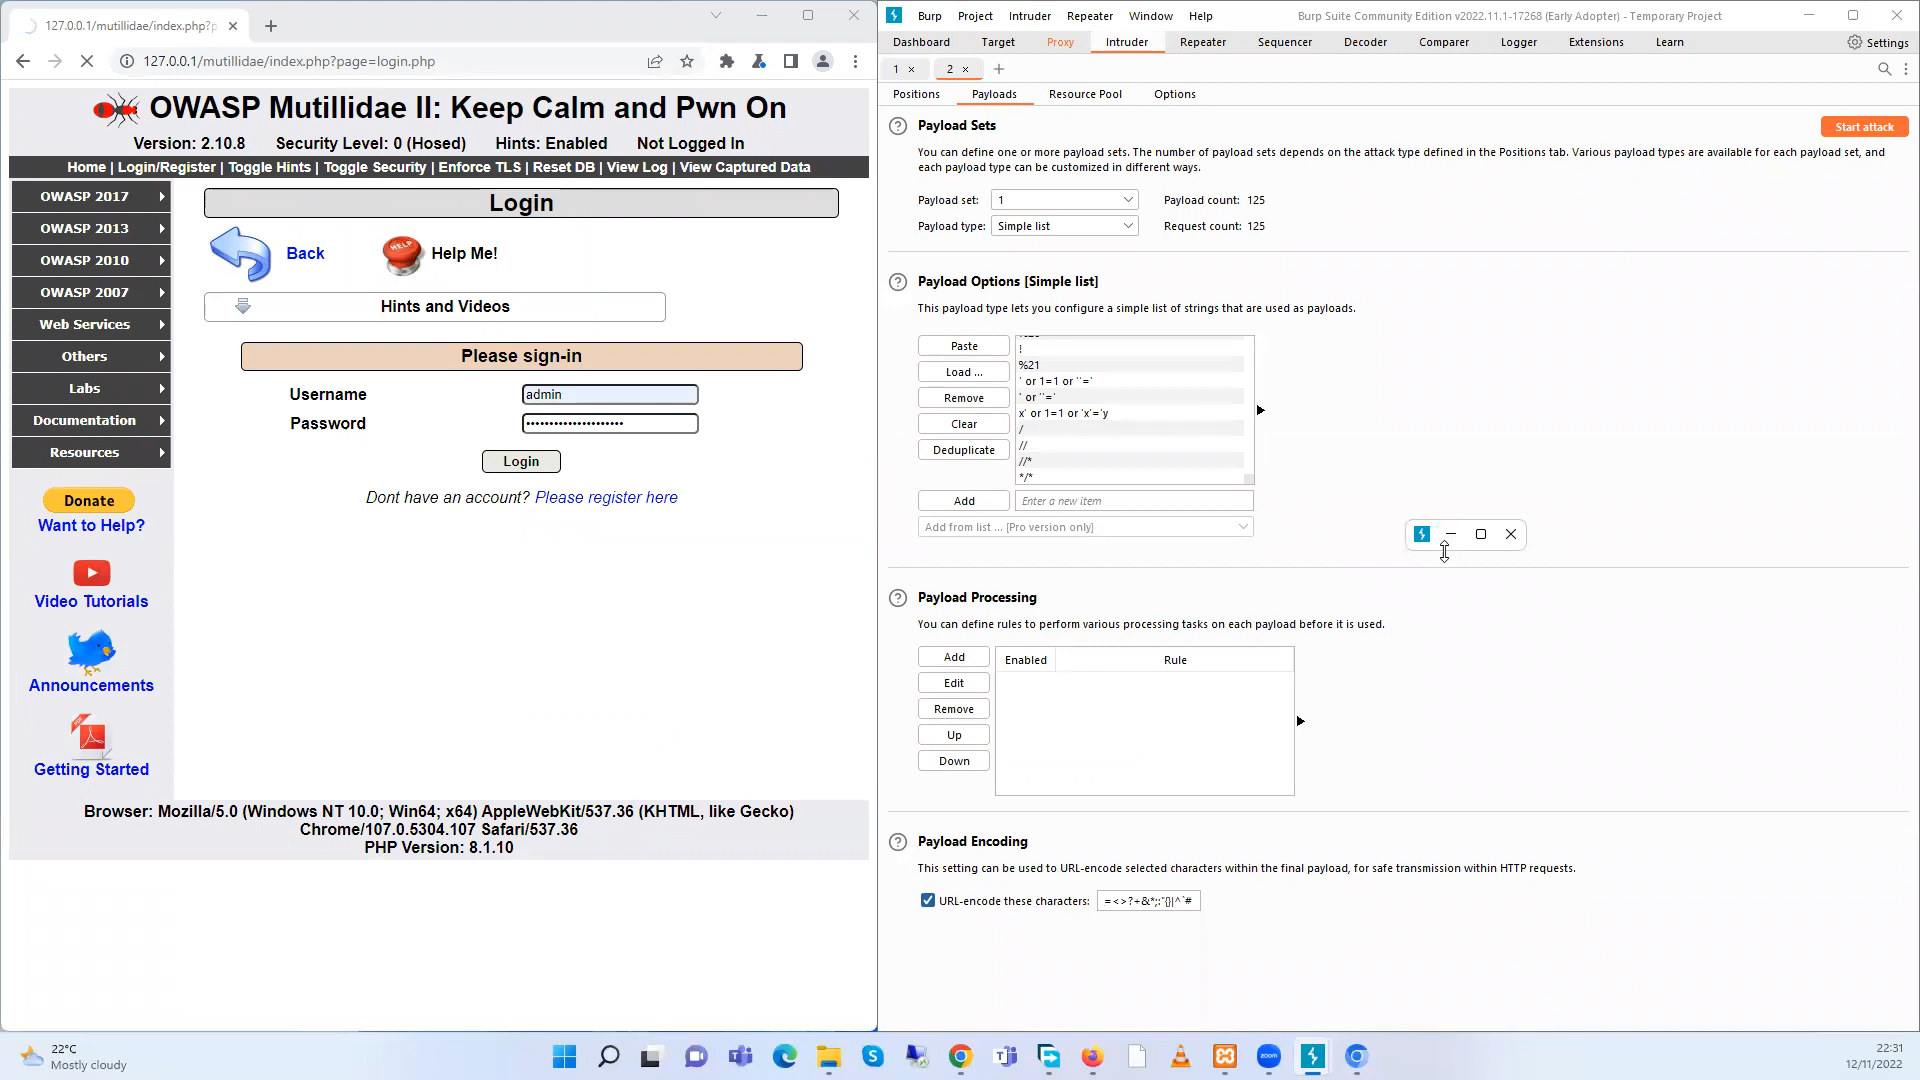 127.0.0.1/mutillidae/index.php?p
127.0.0.1/mutillidae/index.php?page=login.php
OWASP Mutillidae II: Keep Calm and Pwn On
Version: 2.10.8 Security Level: 0 (Hosed) Hints: Enabled Not Logged In
Home | Login/Register | Toggle Hints | Toggle Security | Enforce TLS | Reset DB | View Log | View Captured Data
OWASP 2017
OWASP 2013
OWASP 2010
OWASP 2007
Web Services
Others
Labs
Documentation
Resources
Donate
Want to Help?
Video Tutorials
Announcements
Getting Started
Login
Back
HELP
Help Me!
Hints and Videos
Please sign-in
Username admin
Password •••••••••••••••••••••
Login
Dont have an account? Please register here
Browser: Mozilla/5.0 (Windows NT 10.0; Win64; x64) AppleWebKit/537.36 (KHTML, like Gecko)
Chrome/107.0.5304.107 Safari/537.36
PHP Version: 8.1.10
Burp Project Intruder Repeater Window Help
Burp Suite Community Edition v2022.11.1-17268 (Early Adopter) - Temporary Project
Dashboard Target Proxy Intruder Repeater Sequencer Decoder Comparer Logger Extensions Learn
Settings
1 × 2 × +
Positions Payloads Resource Pool Options
Payload Sets
Start attack
You can define one or more payload sets. The number of payload sets depends on the attack type defined in the Positions tab. Various payload types are available for each payload set, and
each payload type can be customized in different ways.
Payload set: 1 Payload count: 125
Payload type: Simple list Request count: 125
Payload Options [Simple list]
This payload type lets you configure a simple list of strings that are used as payloads.
Paste
Load ...
Remove
Clear
Deduplicate
!
%21
' or 1=1 or ''='
' or ''='
x' or 1=1 or 'x'='y
/
//
//*
*/*
Add Enter a new item
Add from list ... [Pro version only]
Payload Processing
You can define rules to perform various processing tasks on each payload before it is used.
Add
Edit
Remove
Up
Down
Enabled Rule
Payload Encoding
This setting can be used to URL-encode selected characters within the final payload, for safe transmission within HTTP requests.
URL-encode these characters:
22°C
Mostly cloudy
zoom
22:31
12/11/2022